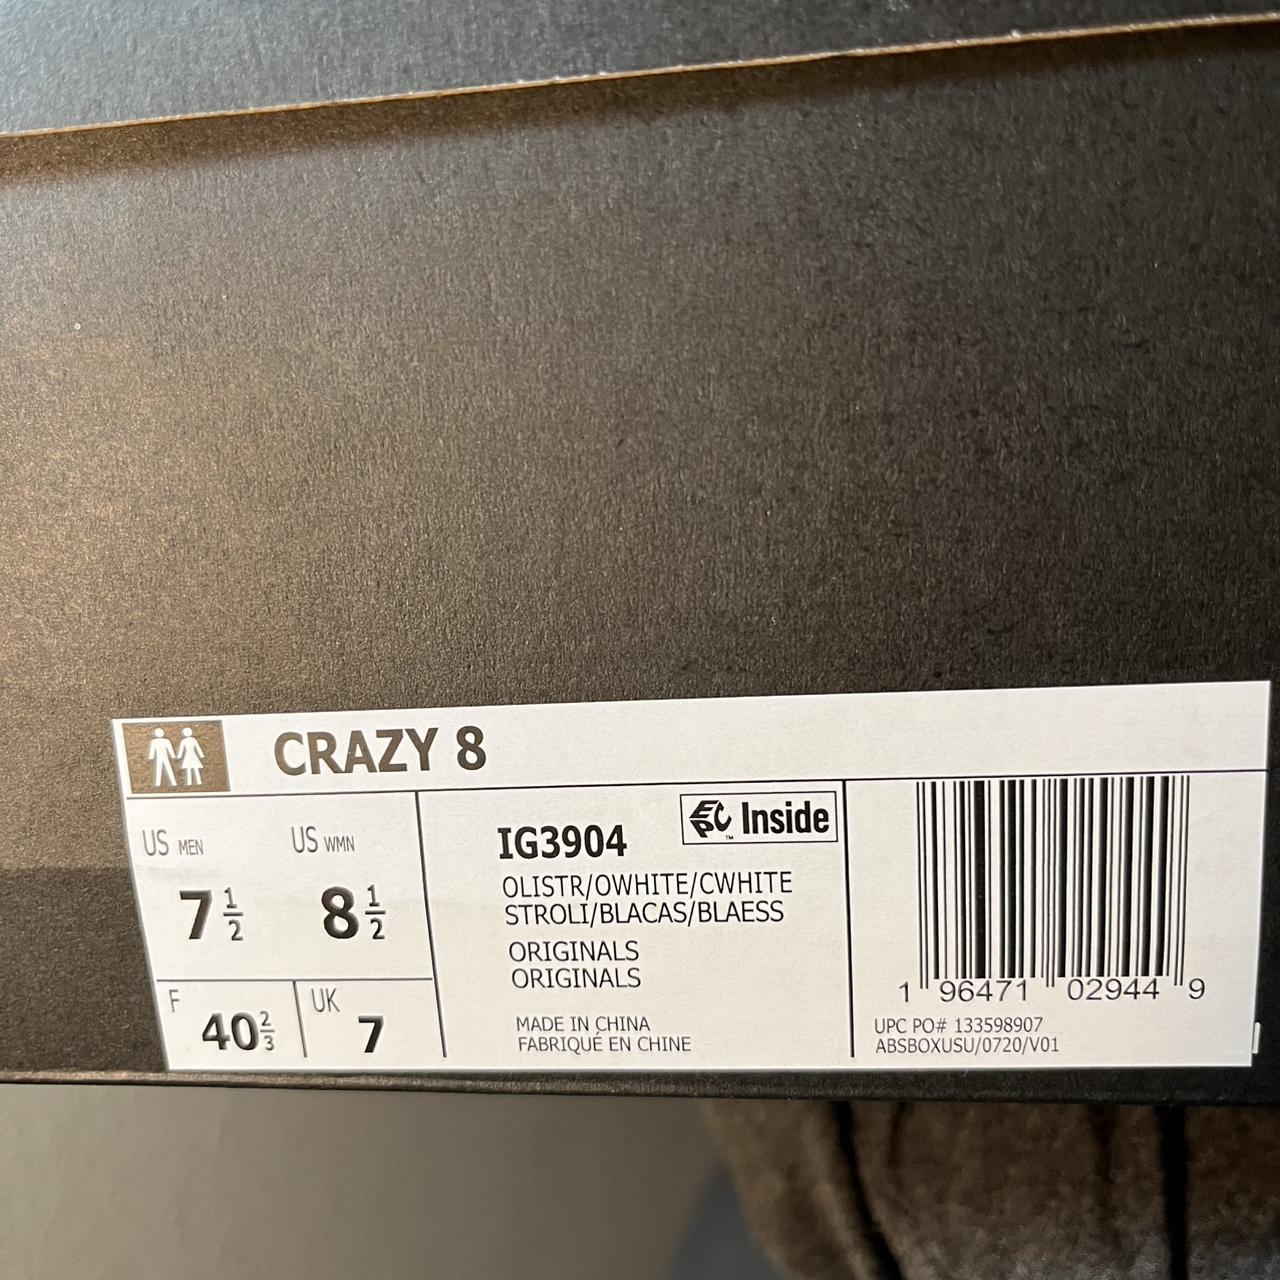 CRAZY 8
US MEN US WMN
7 1/2 8 1/2
F 40 2/3 UK 7
IG3904
EPC™ Inside
OLISTR/OWHITE/CWHITE
STROLI/BLACAS/BLAESS
ORIGINALS
ORIGINALS
MADE IN CHINA
FABRIQUÉ EN CHINE
1 96471 02944 9
UPC PO# 133598907
ABSBOXUSU/0720/V01